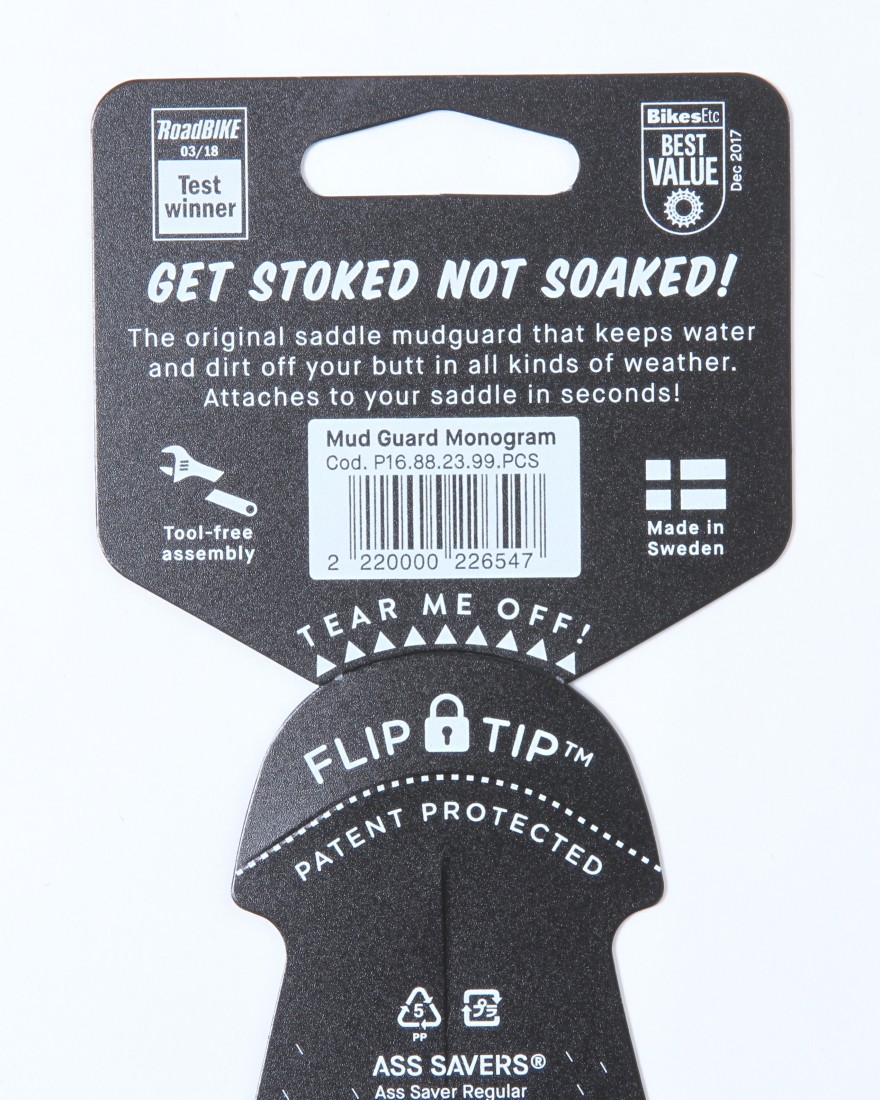 RoadBIKE
03/18
Test
winner
BikesEtc
BEST
VALUE
Dec 2017
GET STOKED NOT SOAKED!
The original saddle mudguard that keeps water
and dirt off your butt in all kinds of weather.
Attaches to your saddle in seconds!
Mud Guard Monogram
Cod. P16.88.23.99.PCS
2 220000 226547
Tool-free
assembly
Made in
Sweden
TEAR ME OFF!
FLIP TIP™
PATENT PROTECTED
5
PP
プラ
ASS SAVERS®
Ass Saver Regular